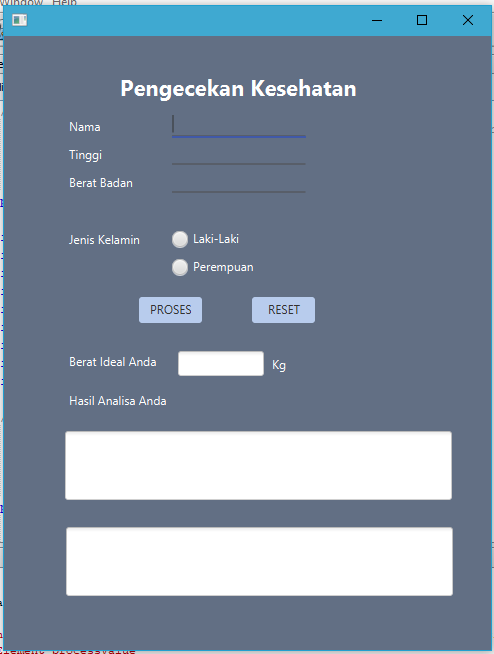 Window Help
Pengecekan Kesehatan
Nama
Tinggi
Berat Badan
Jenis Kelamin
Laki-Laki
Perempuan
PROSES RESET
Berat Ideal Anda Kg
Hasil Analisa Anda